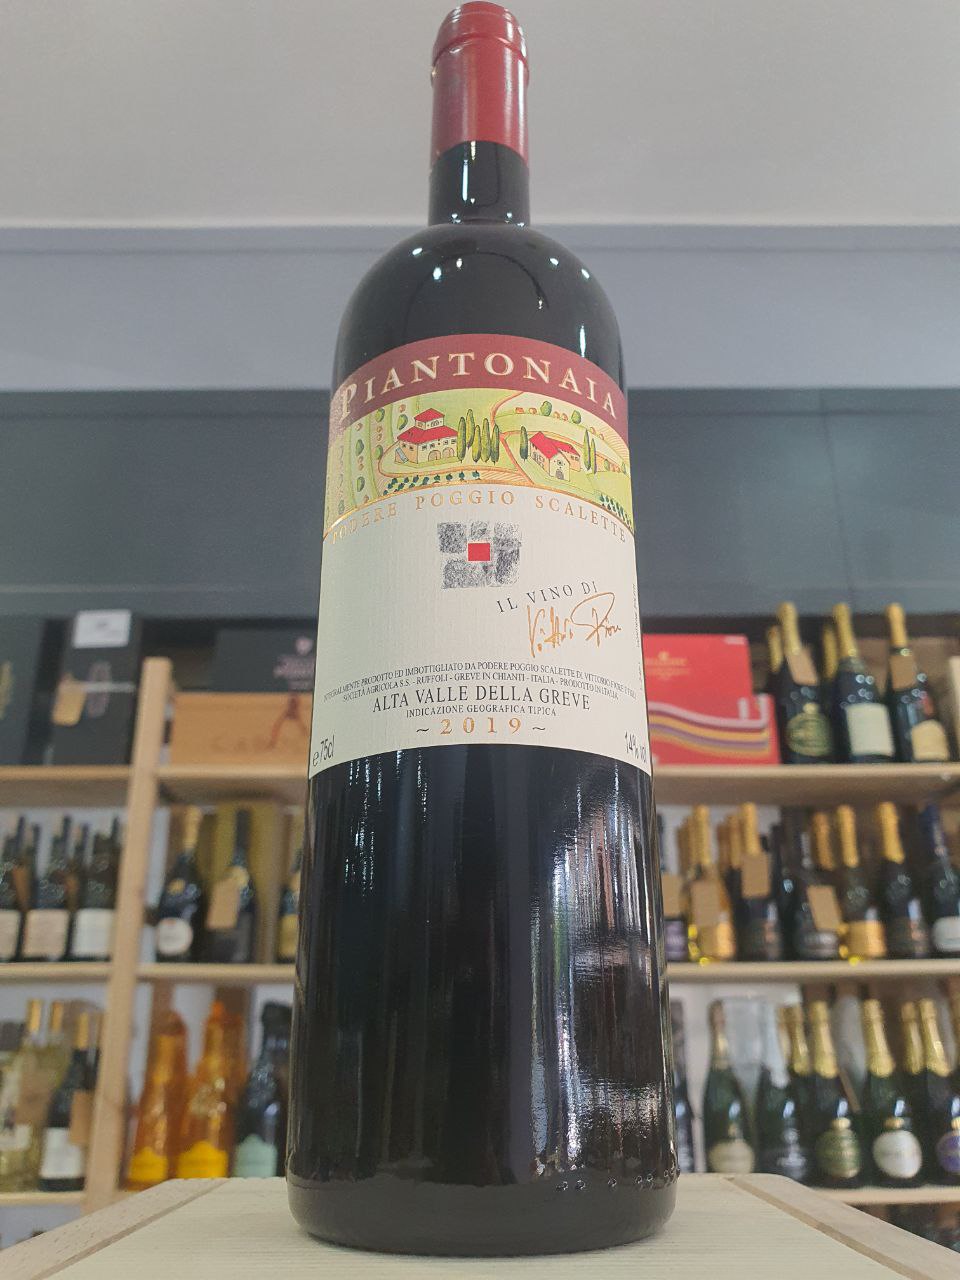 PIANTONAIA
PODERE POGGIO SCALETTE
IL VINO DI
INTEGRALMENTE PRODOTTO ED IMBOTTIGLIATO DA PODERE POGGIO SCALETTE DI VITTORIO FIORE E FIGLI
SOCIETÀ AGRICOLA S.S. RUFFOLI - GREVE IN CHIANTI - ITALIA - PRODOTTO IN ITALIA
ALTA VALLE DELLA GREVE
INDICAZIONE GEOGRAFICA TIPICA
~ 2019 ~
e 75cl
14% vol